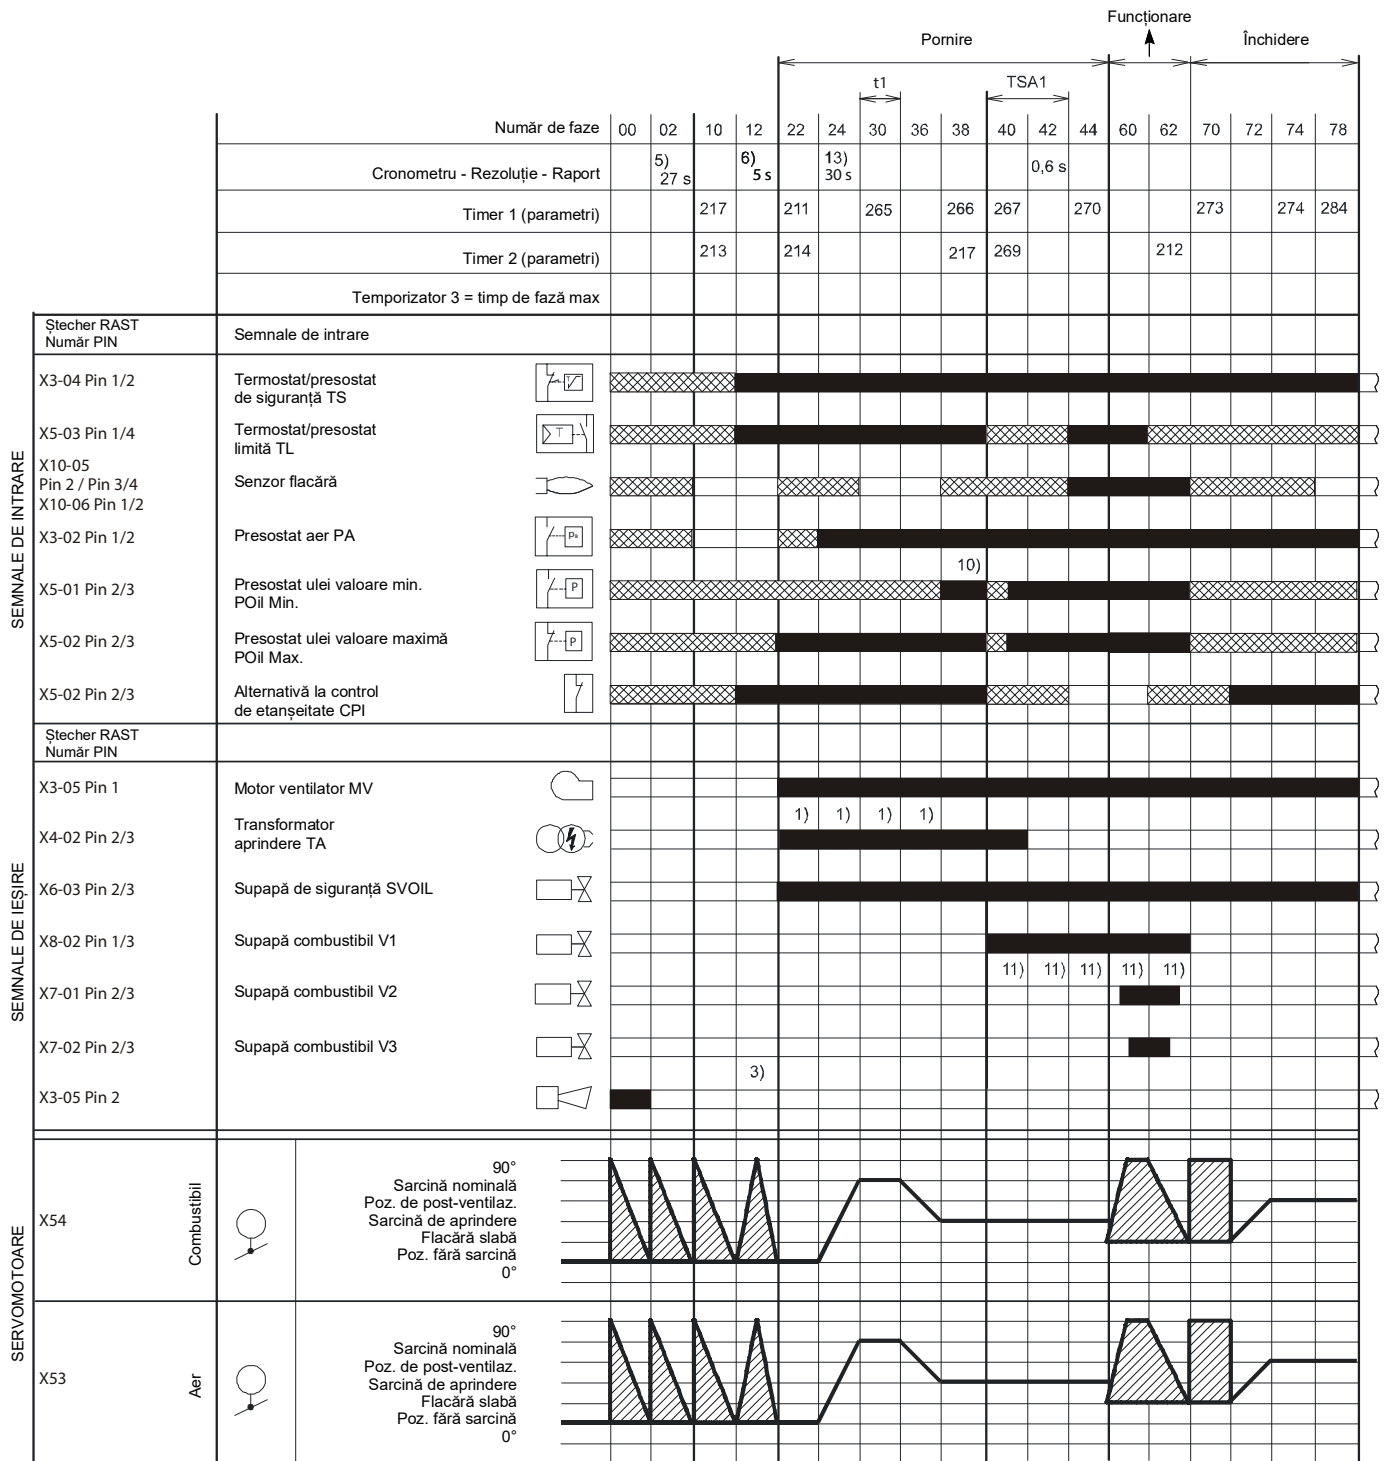 Funcționare
Pornire
Închidere
t1
TSA1
Număr de faze 00 02 10 12 22 24 30 36 38 40 42 44 60 62 70 72 74 78
Cronometru - Rezoluție - Raport 5) 27 s 6) 5 s 13) 30 s 0,6 s
Timer 1 (parametri) 217 211 265 266 267 270 273 274 284
Timer 2 (parametri) 213 214 217 269 212
Temporizator 3 = timp de fază max
Ștecher RAST
Număr PIN
Semnale de intrare
SEMNALE DE INTRARE
X3-04 Pin 1/2
Termostat/presostat
de siguranță TS
X5-03 Pin 1/4
Termostat/presostat
limită TL
T
X10-05
Pin 2 / Pin 3/4
X10-06 Pin 1/2
Senzor flacără
X3-02 Pin 1/2
Presostat aer PA
Pa
10)
X5-01 Pin 2/3
Presostat ulei valoare min.
POil Min.
P
X5-02 Pin 2/3
Presostat ulei valoare maximă
POil Max.
P
X5-02 Pin 2/3
Alternativă la control
de etanșeitate CPI
Ștecher RAST
Număr PIN
SEMNALE DE IEȘIRE
X3-05 Pin 1
Motor ventilator MV
1) 1) 1) 1)
X4-02 Pin 2/3
Transformator
aprindere TA
X6-03 Pin 2/3
Supapă de siguranță SVOIL
X8-02 Pin 1/3
Supapă combustibil V1
11) 11) 11) 11) 11)
X7-01 Pin 2/3
Supapă combustibil V2
X7-02 Pin 2/3
Supapă combustibil V3
3)
X3-05 Pin 2
SERVOMOTOARE
X54
Combustibil
90°
Sarcină nominală
Poz. de post-ventilaz.
Sarcină de aprindere
Flacără slabă
Poz. fără sarcină
0°
X53
Aer
90°
Sarcină nominală
Poz. de post-ventilaz.
Sarcină de aprindere
Flacără slabă
Poz. fără sarcină
0°